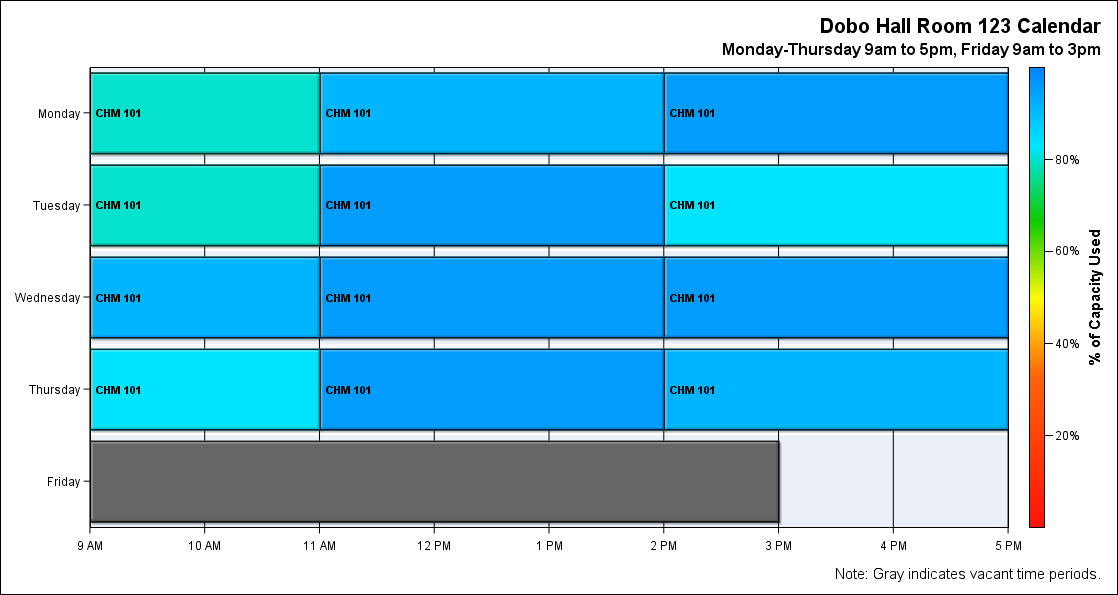 Dobo Hall Room 123 Calendar
Monday-Thursday 9am to 5pm, Friday 9am to 3pm
Monday
CHM 101
CHM 101
CHM 101
Tuesday
CHM 101
CHM 101
CHM 101
Wednesday
CHM 101
CHM 101
CHM 101
Thursday
CHM 101
CHM 101
CHM 101
Friday
9 AM
10 AM
11 AM
12 PM
1 PM
2 PM
3 PM
4 PM
5 PM
80%
60%
40%
20%
% of Capacity Used
Note: Gray indicates vacant time periods.